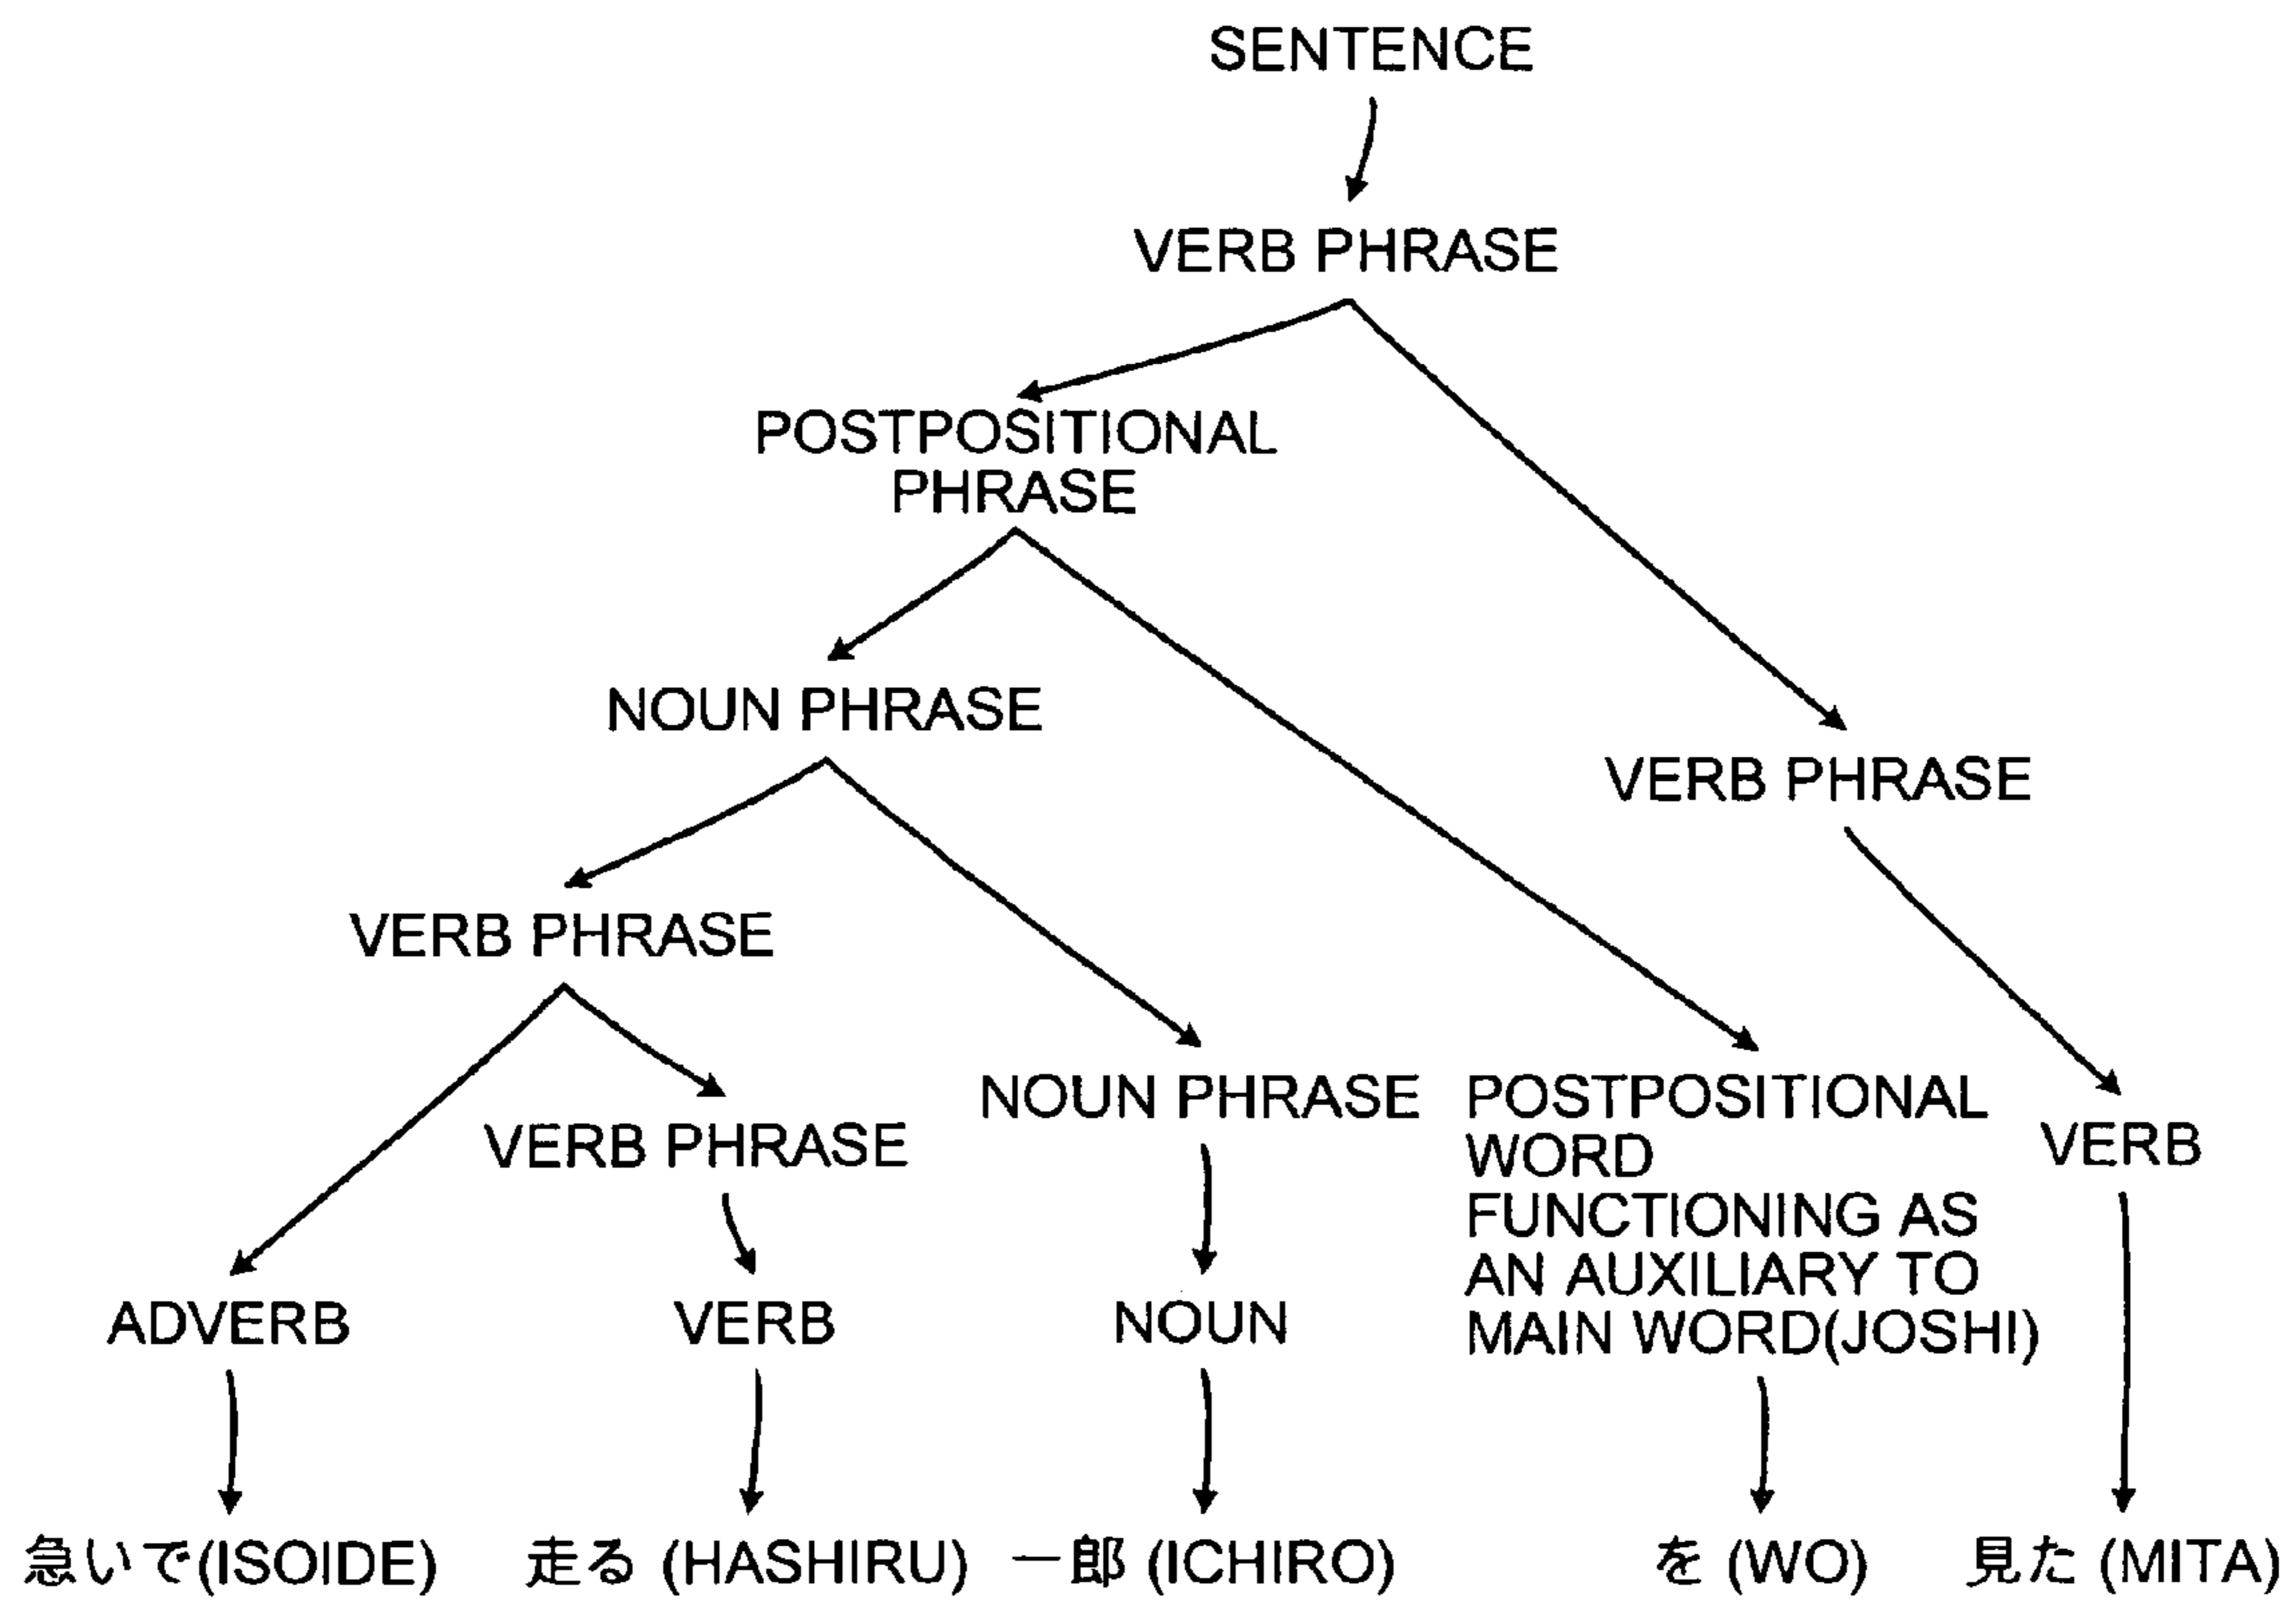 SENTENCE
VERB PHRASE
POSTPOSITIONAL
PHRASE
NOUN PHRASE
VERB PHRASE
VERB PHRASE
VERB PHRASE
NOUN PHRASE
POSTPOSITIONAL
WORD
FUNCTIONING AS
AN AUXILIARY TO
MAIN WORD(JOSHI)
VERB
ADVERB
VERB
NOUN
急いで(ISOIDE)
走る (HASHIRU)
一郎 (ICHIRO)
を (WO)
見た (MITA)